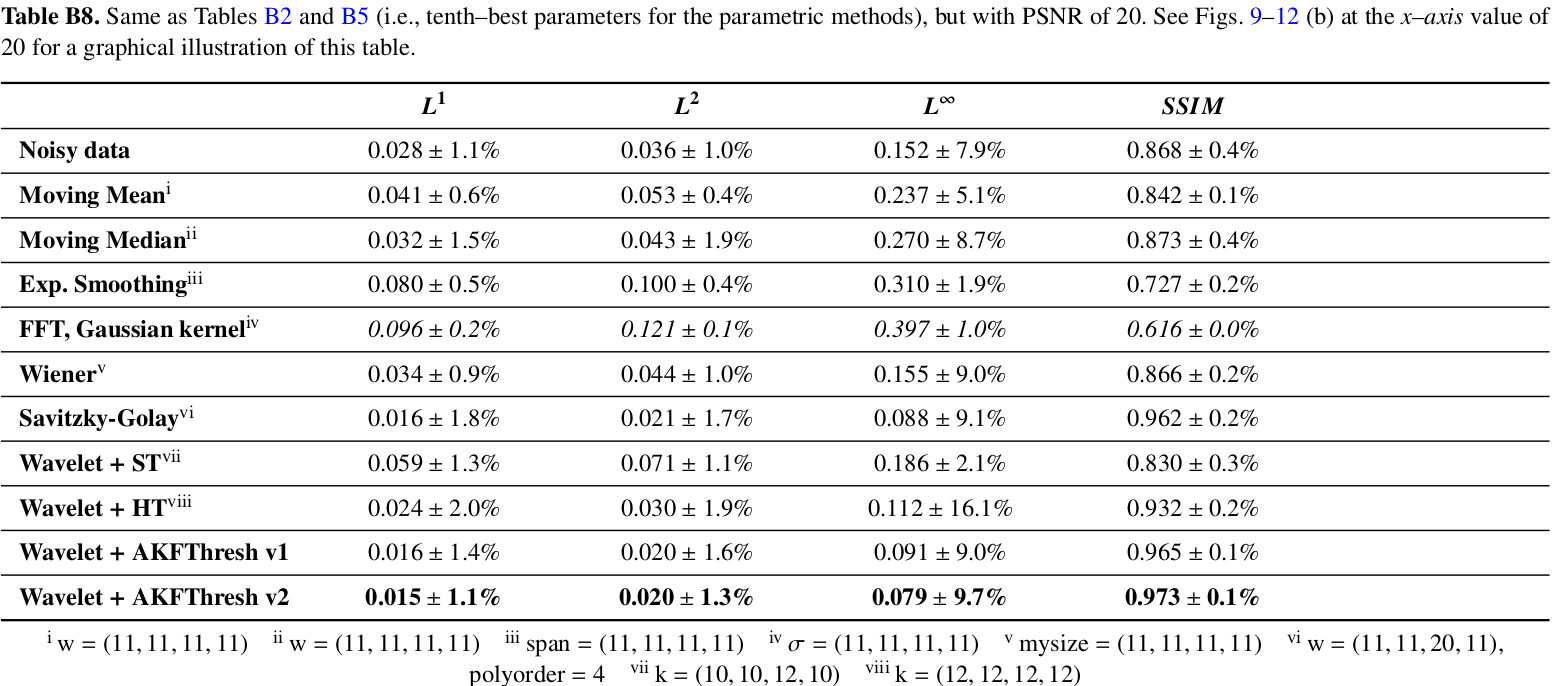 Table B8. Same as Tables B2 and B5 (i.e., tenth–best parameters for the parametric methods), but with PSNR of 20. See Figs. 9–12 (b) at the x–axis value of
20 for a graphical illustration of this table.
L¹ L² L∞ SSIM
Noisy data 0.028 ± 1.1% 0.036 ± 1.0% 0.152 ± 7.9% 0.868 ± 0.4%
Moving Meanⁱ 0.041 ± 0.6% 0.053 ± 0.4% 0.237 ± 5.1% 0.842 ± 0.1%
Moving Medianⁱⁱ 0.032 ± 1.5% 0.043 ± 1.9% 0.270 ± 8.7% 0.873 ± 0.4%
Exp. Smoothingⁱⁱⁱ 0.080 ± 0.5% 0.100 ± 0.4% 0.310 ± 1.9% 0.727 ± 0.2%
FFT, Gaussian kernelⁱᵛ 0.096 ± 0.2% 0.121 ± 0.1% 0.397 ± 1.0% 0.616 ± 0.0%
Wienerᵛ 0.034 ± 0.9% 0.044 ± 1.0% 0.155 ± 9.0% 0.866 ± 0.2%
Savitzky-Golayᵛⁱ 0.016 ± 1.8% 0.021 ± 1.7% 0.088 ± 9.1% 0.962 ± 0.2%
Wavelet + STᵛⁱⁱ 0.059 ± 1.3% 0.071 ± 1.1% 0.186 ± 2.1% 0.830 ± 0.3%
Wavelet + HTᵛⁱⁱⁱ 0.024 ± 2.0% 0.030 ± 1.9% 0.112 ± 16.1% 0.932 ± 0.2%
Wavelet + AKFThresh v1 0.016 ± 1.4% 0.020 ± 1.6% 0.091 ± 9.0% 0.965 ± 0.1%
Wavelet + AKFThresh v2 0.015 ± 1.1% 0.020 ± 1.3% 0.079 ± 9.7% 0.973 ± 0.1%
ⁱ w = (11, 11, 11, 11) ⁱⁱ w = (11, 11, 11, 11) ⁱⁱⁱ span = (11, 11, 11, 11) ⁱᵛ σ = (11, 11, 11, 11) ᵛ mysize = (11, 11, 11, 11) ᵛⁱ w = (11, 11, 20, 11),
polyorder = 4 ᵛⁱⁱ k = (10, 10, 12, 10) ᵛⁱⁱⁱ k = (12, 12, 12, 12)